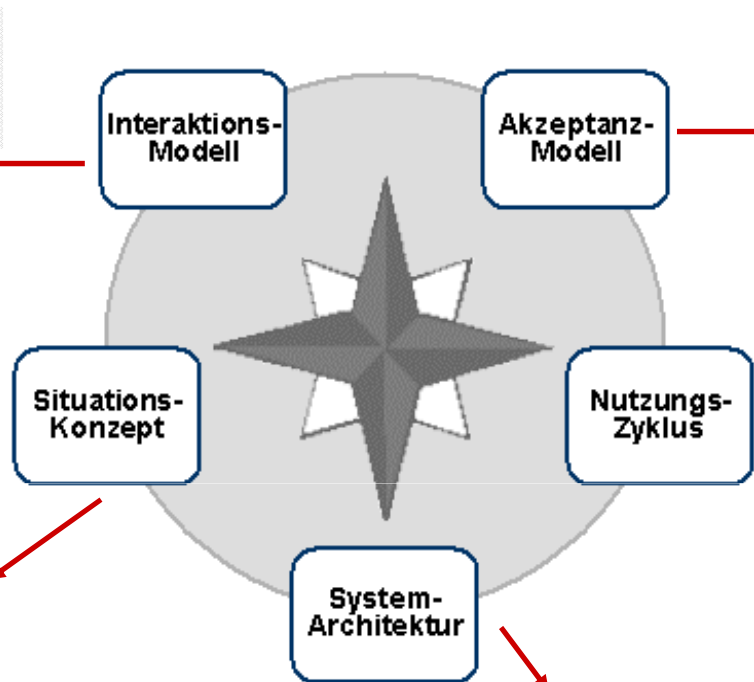 Interaktions-
Modell
Akzeptanz-
Modell
Situations-
Konzept
Nutzungs-
Zyklus
System-
Architektur